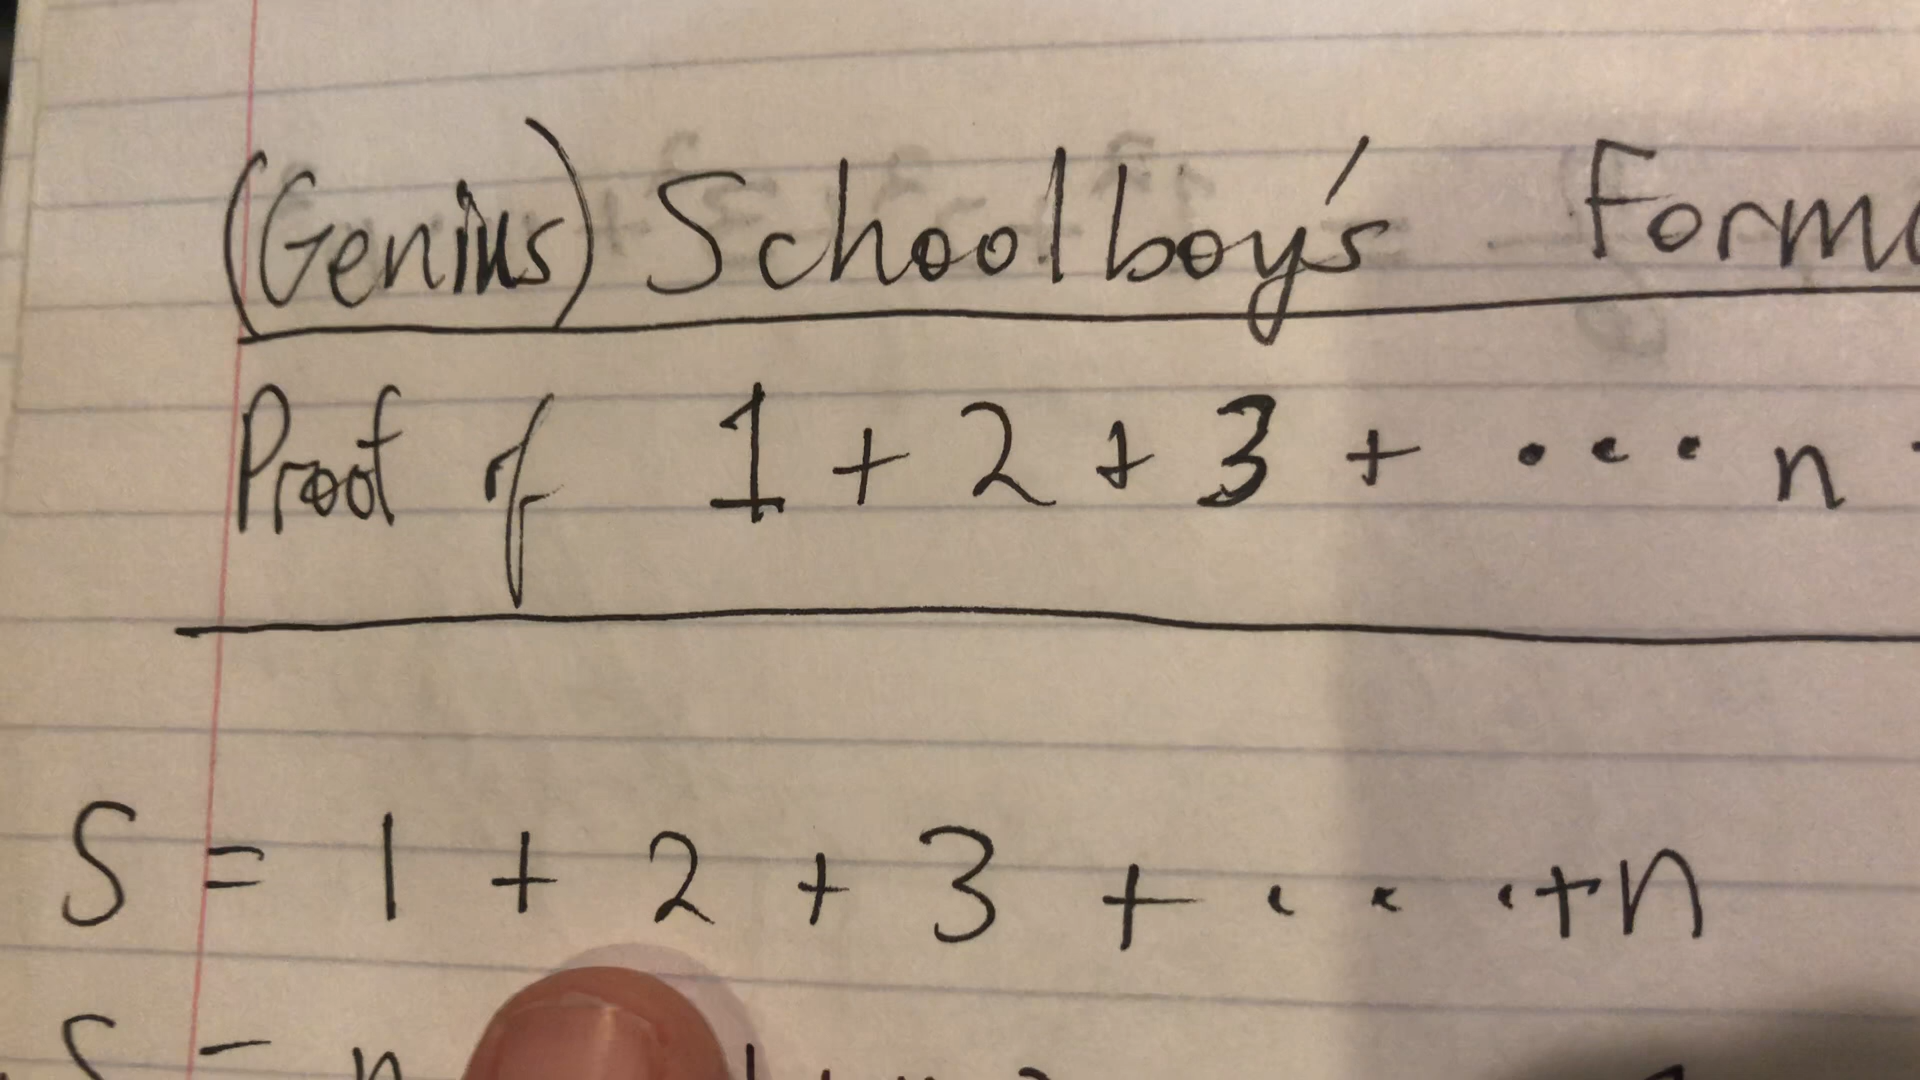 (Genius) Schoolboy's Form
Proof of 1 + 2 + 3 + ... n
S = 1 + 2 + 3 + ... + n
S = n